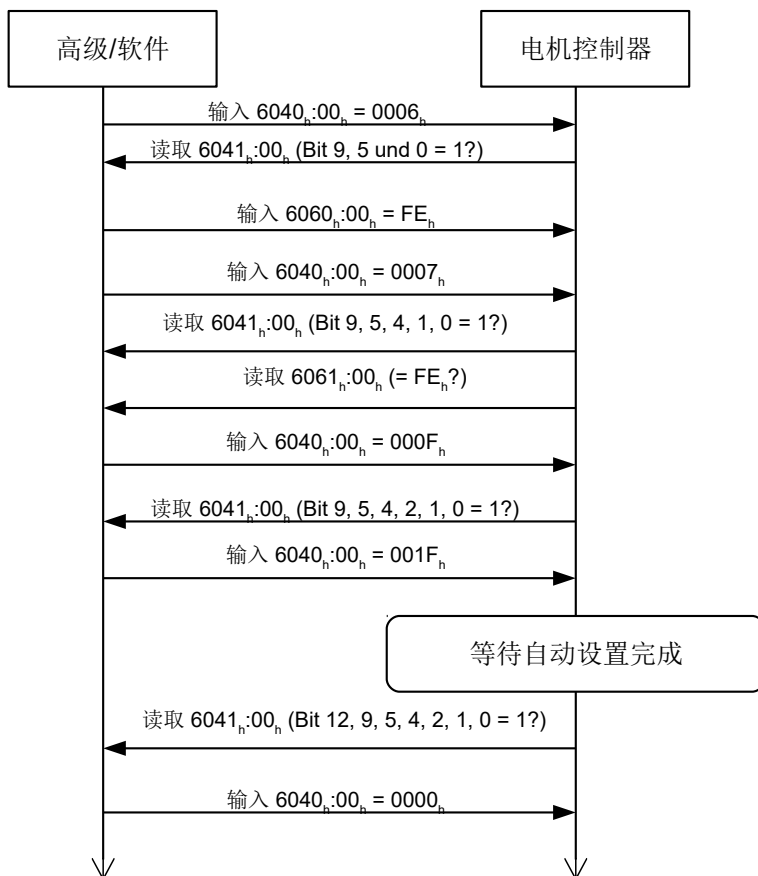 高级/软件
电机控制器
输入 6040ₕ:00ₕ = 0006ₕ
读取 6041ₕ:00ₕ (Bit 9, 5 und 0 = 1?)
输入 6060ₕ:00ₕ = FEₕ
输入 6040ₕ:00ₕ = 0007ₕ
读取 6041ₕ:00ₕ (Bit 9, 5, 4, 1, 0 = 1?)
读取 6061ₕ:00ₕ (= FEₕ?)
输入 6040ₕ:00ₕ = 000Fₕ
读取 6041ₕ:00ₕ (Bit 9, 5, 4, 2, 1, 0 = 1?)
输入 6040ₕ:00ₕ = 001Fₕ
等待自动设置完成
读取 6041ₕ:00ₕ (Bit 12, 9, 5, 4, 2, 1, 0 = 1?)
输入 6040ₕ:00ₕ = 0000ₕ